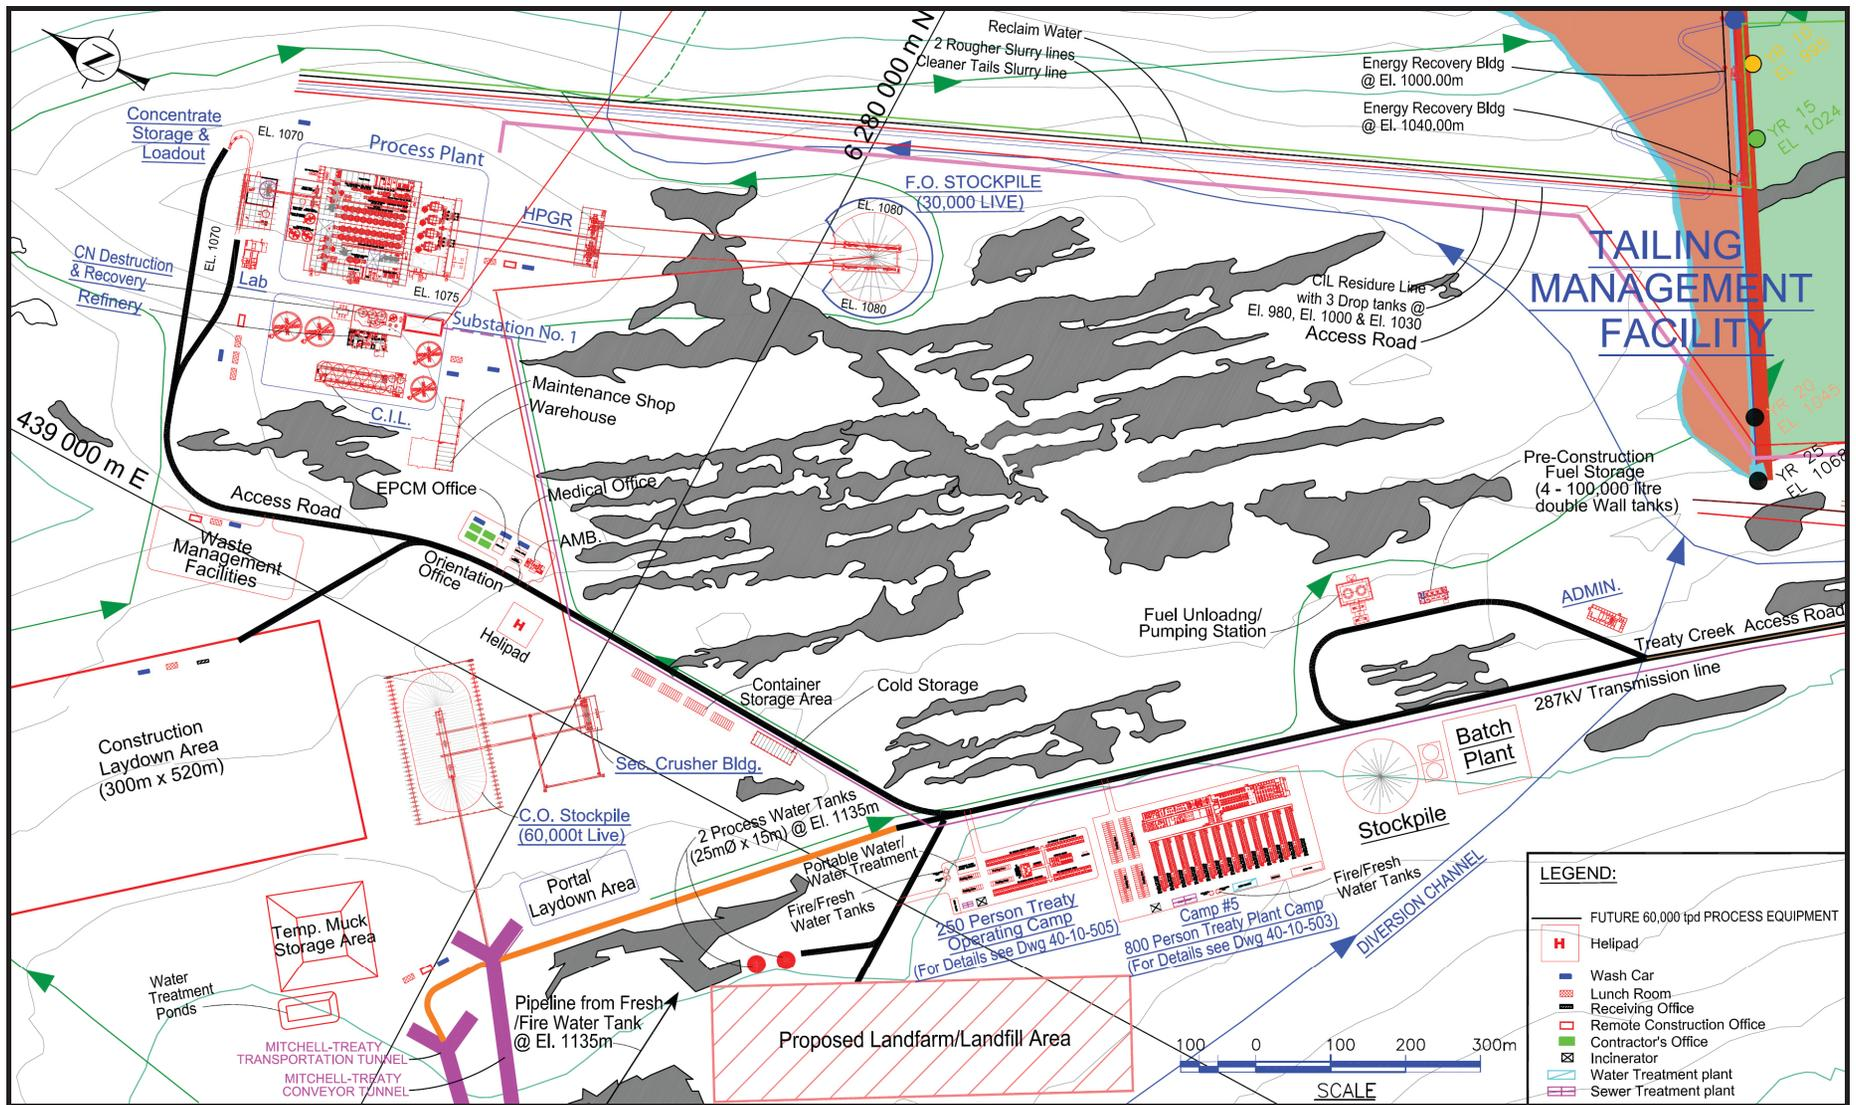 N
Reclaim Water
2 Rougher Slurry lines
Cleaner Tails Slurry line
6 280 000 m N
Energy Recovery Bldg
@ El. 1000.00m
Energy Recovery Bldg
@ El. 1040.00m
YR 10
EL 995
YR 15
EL 1024
YR 20
EL 1045
YR 25
EL 1068
Concentrate
Storage &
Loadout
EL. 1070
Process Plant
HPGR
F.O. STOCKPILE
(30,000 LIVE)
EL. 1080
EL. 1080
EL. 1070
CN Destruction
& Recovery
Refinery
Lab
EL. 1075
Substation No. 1
C.I.L.
Maintenance Shop
Warehouse
TAILING
MANAGEMENT
FACILITY
CIL Residure Line
with 3 Drop tanks @
El. 980, El. 1000 & El. 1030
Access Road
439 000 m E
Access Road
EPCM Office
Medical Office
AMB.
Orientation
Office
Waste
Management
Facilities
H
Helipad
Pre-Construction
Fuel Storage
(4 - 100,000 litre
double Wall tanks)
Fuel Unloadng/
Pumping Station
ADMIN.
Treaty Creek Access Road
287kV Transmission line
Container
Storage Area
Cold Storage
Construction
Laydown Area
(300m x 520m)
Sec. Crusher Bldg.
C.O. Stockpile
(60,000t Live)
Batch
Plant
Stockpile
2 Process Water Tanks
(25mØ x 15m) @ El. 1135m
Portable Water/
Water Treatment
Fire/Fresh
Water Tanks
Portal
Laydown Area
250 Person Treaty
Operating Camp
(For Details see Dwg 40-10-505)
Camp #5
800 Person Treaty Plant Camp
(For Details see Dwg 40-10-503)
Fire/Fresh
Water Tanks
DIVERSION CHANNEL
Temp. Muck
Storage Area
Water
Treatment
Ponds
Pipeline from Fresh
/Fire Water Tank
@ El. 1135m
MITCHELL-TREATY
TRANSPORTATION TUNNEL
MITCHELL-TREATY
CONVEYOR TUNNEL
Proposed Landfarm/Landfill Area
100 0 100 200 300m
SCALE
LEGEND:
FUTURE 60,000 tpd PROCESS EQUIPMENT
H Helipad
Wash Car
Lunch Room
Receiving Office
Remote Construction Office
Contractor's Office
Incinerator
Water Treatment plant
Sewer Treatment plant